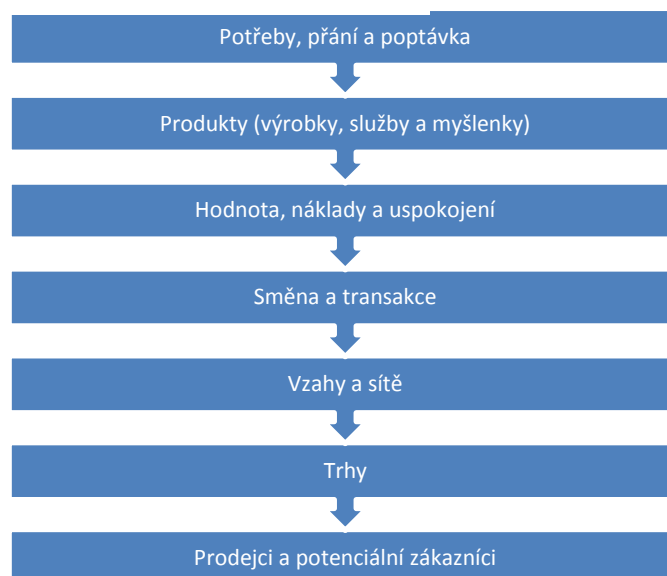 Potřeby, přání a poptávka
Produkty (výrobky, služby a myšlenky)
Hodnota, náklady a uspokojení
Směna a transakce
Vzahy a sítě
Trhy
Prodejci a potenciální zákazníci